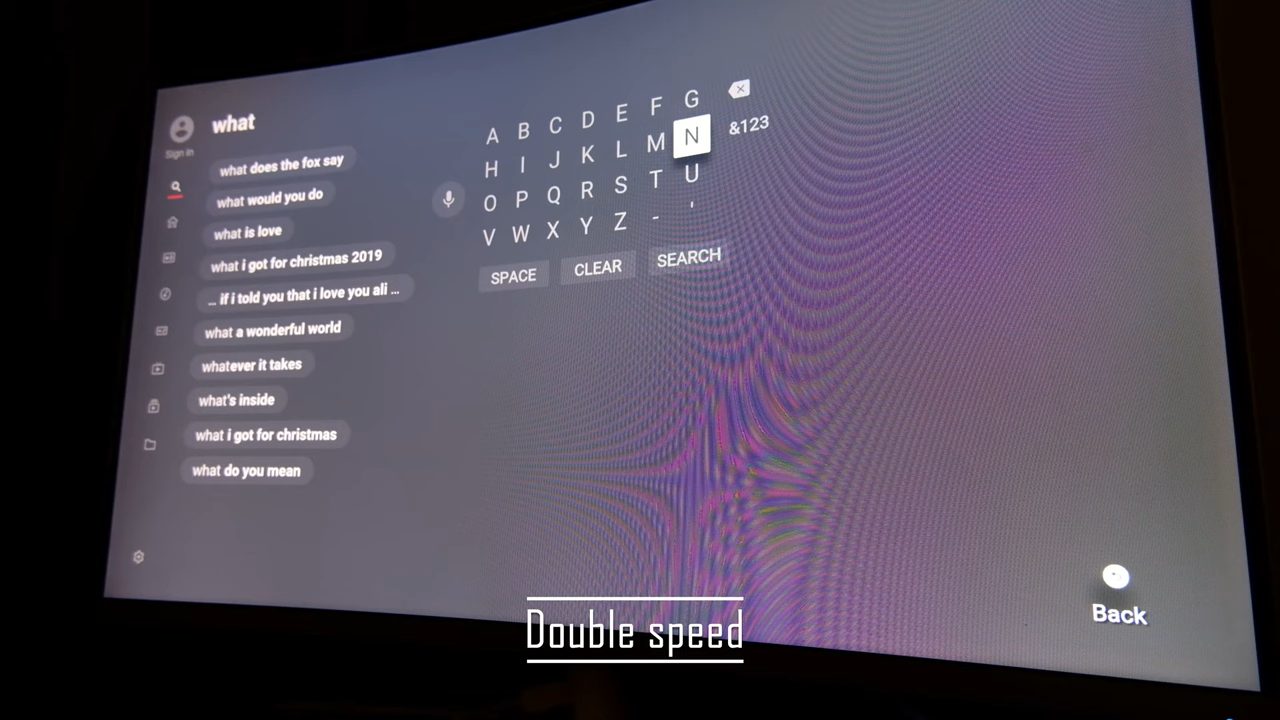 what
Sign In
what does the fox say
what would you do
what is love
what i got for christmas 2019
... if i told you that i love you ali ...
what a wonderful world
whatever it takes
what's inside
what i got for christmas
what do you mean
A B C D E F G
H I J K L M N &123
O P Q R S T U
V W X Y Z - '
SPACE CLEAR SEARCH
Back
Double speed